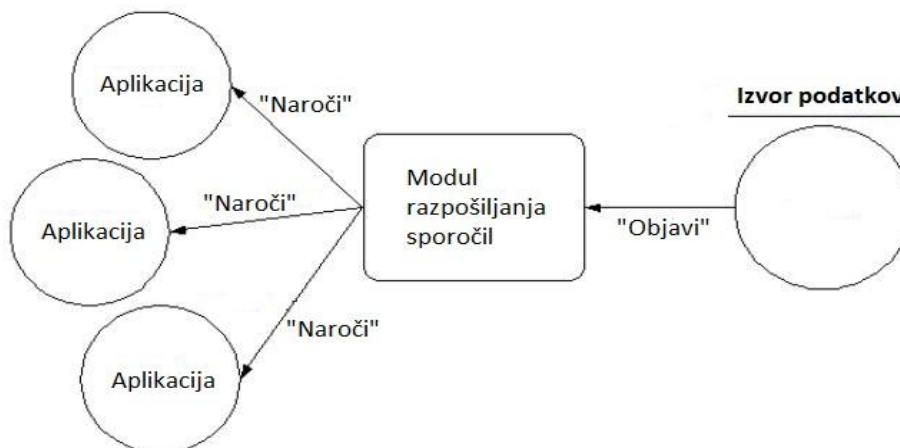 Aplikacija
"Naroči"
Izvor podatkov
Aplikacija
"Naroči"
Modul
razpošiljanja
sporočil
"Objavi"
"Naroči"
Aplikacija